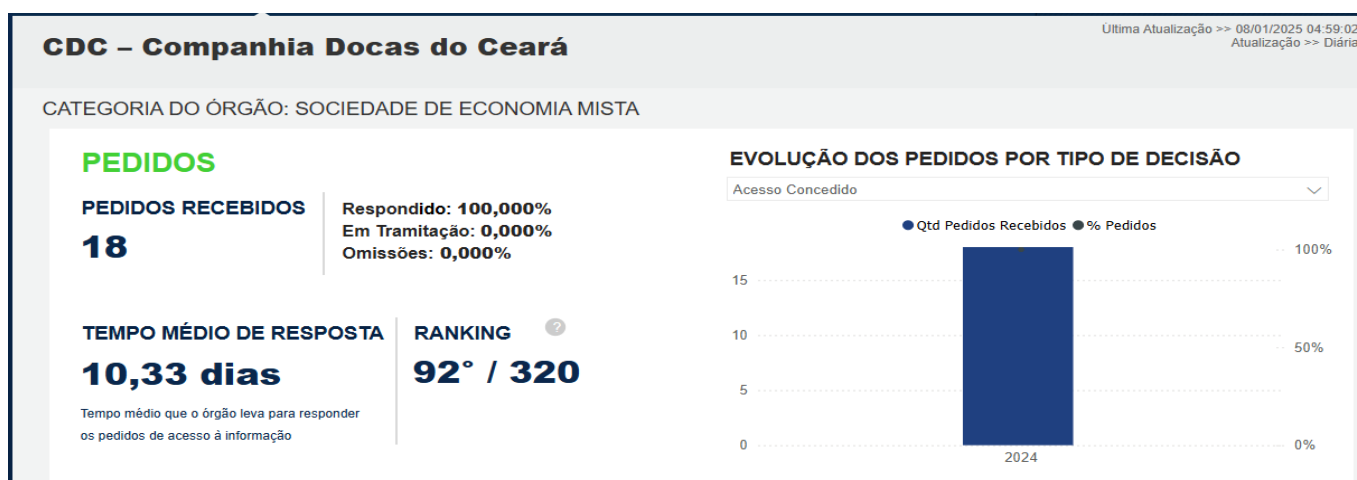 Última Atualização >> 08/01/2025 04:59:02
Atualização >> Diária
CDC – Companhia Docas do Ceará
CATEGORIA DO ÓRGÃO: SOCIEDADE DE ECONOMIA MISTA
PEDIDOS
PEDIDOS RECEBIDOS
18
Respondido: 100,000%
Em Tramitação: 0,000%
Omissões: 0,000%
TEMPO MÉDIO DE RESPOSTA
10,33 dias
Tempo médio que o órgão leva para responder
os pedidos de acesso à informação
RANKING ?
92° / 320
EVOLUÇÃO DOS PEDIDOS POR TIPO DE DECISÃO
Acesso Concedido
Qtd Pedidos Recebidos % Pedidos
15
10
5
0
100%
50%
0%
2024